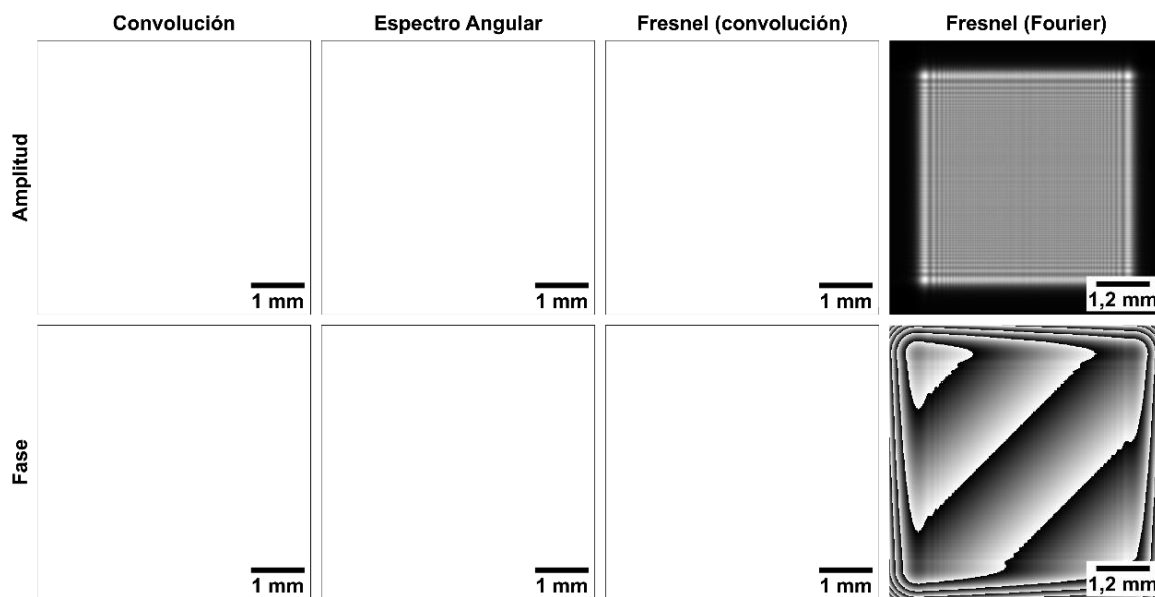 Convolución
Espectro Angular
Fresnel (convolución)
Fresnel (Fourier)
Amplitud
1 mm
1 mm
1 mm
1,2 mm
Fase
1 mm
1 mm
1 mm
1,2 mm